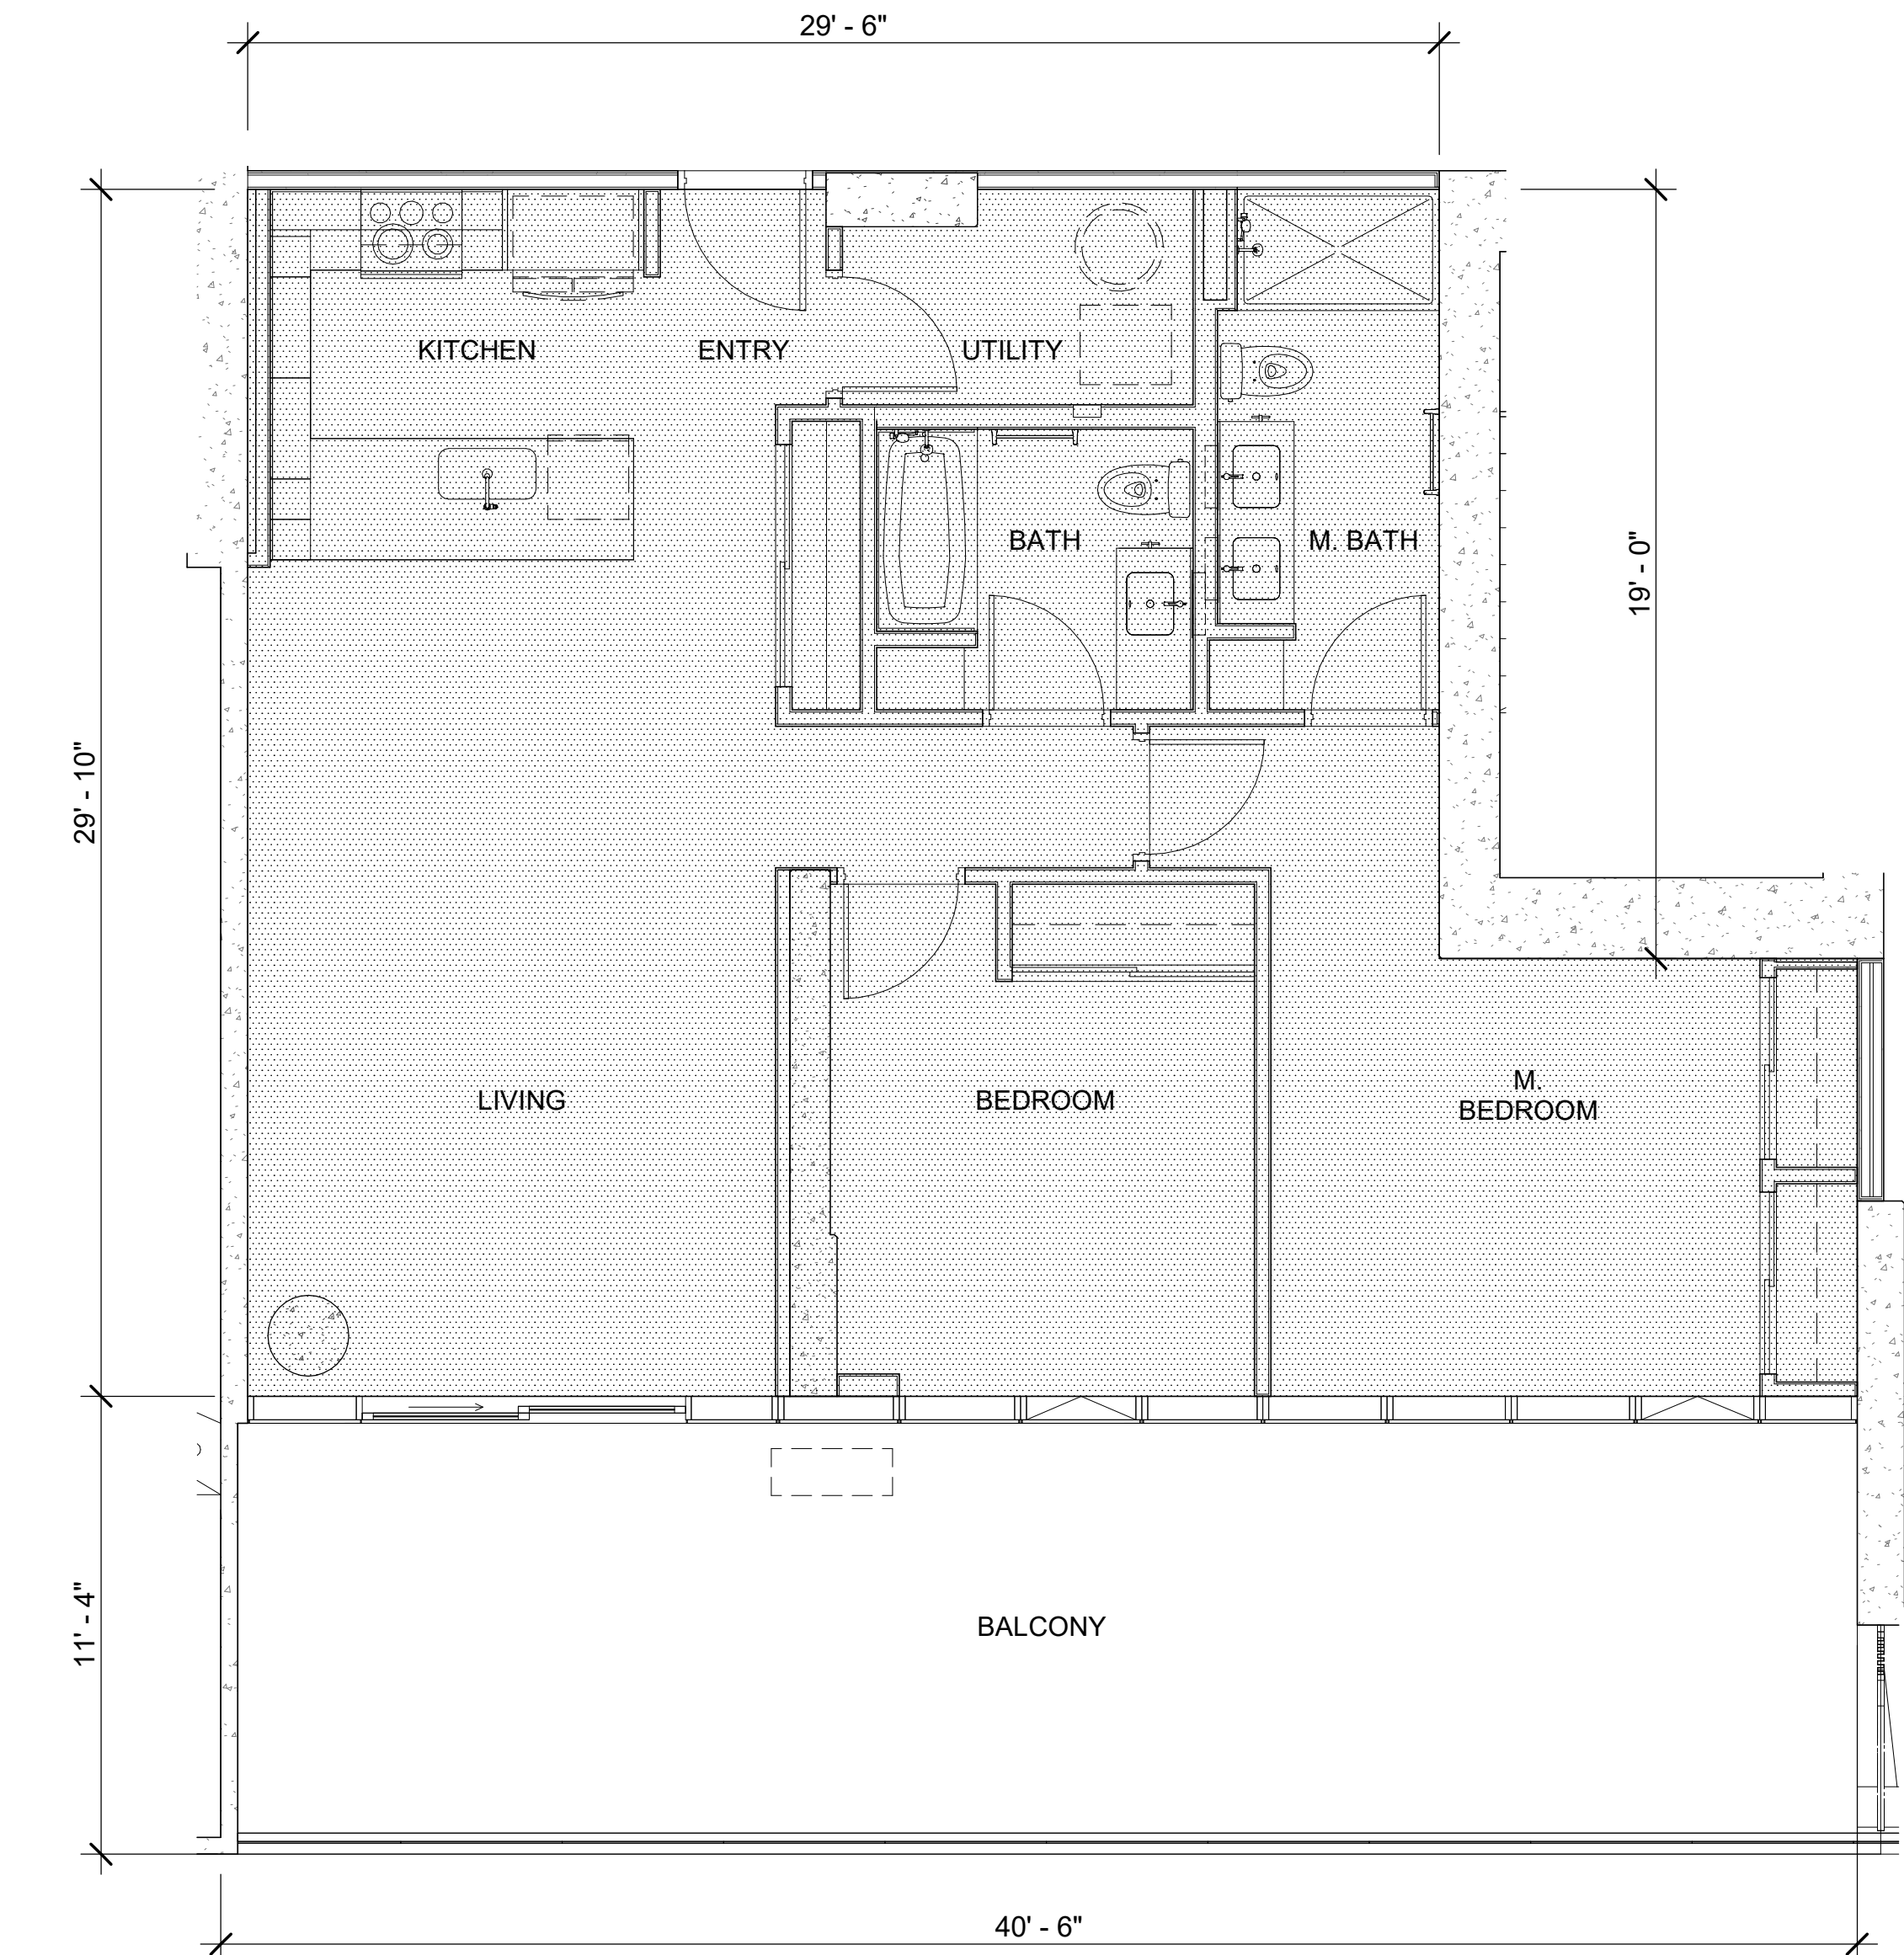 29' - 6"
KITCHEN
ENTRY
UTILITY
BATH
M. BATH
19' - 0"
29' - 10"
LIVING
BEDROOM
M.
BEDROOM
11' - 4"
BALCONY
40' - 6"